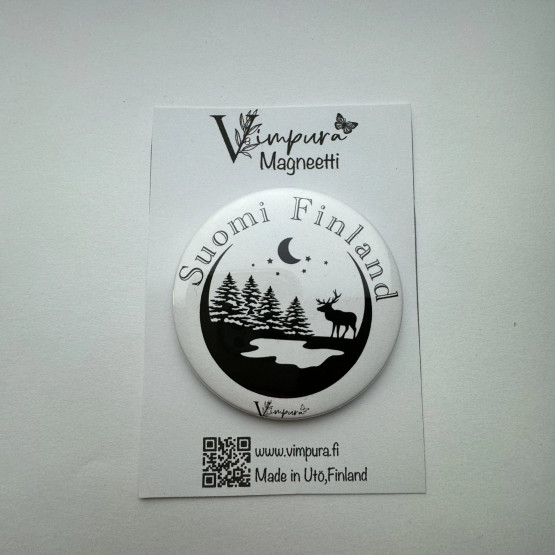 Vimpura
Magneetti
Suomi Finland
Vimpura
www.vimpura.fi
Made in Utö,Finland